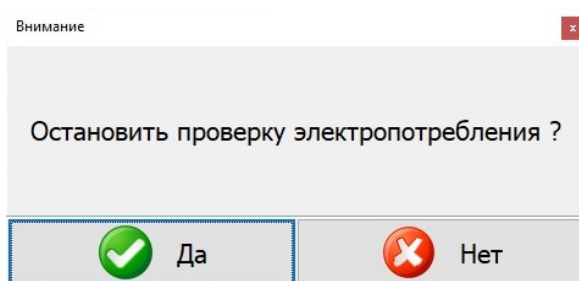 Внимание
x
Остановить проверку электропотребления ?
Да
Нет